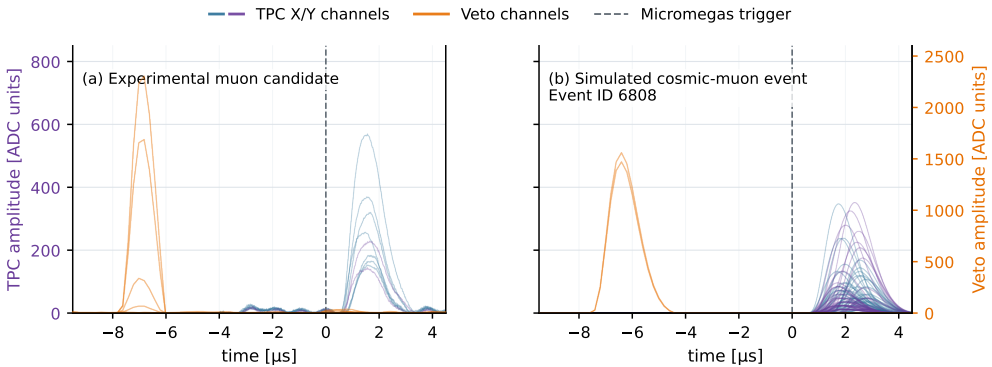 TPC X/Y channels
Veto channels
Micromegas trigger
(a) Experimental muon candidate
(b) Simulated cosmic-muon event
Event ID 6808
TPC amplitude [ADC units]
800
600
400
200
0
−8
−6
−4
−2
0
2
4
time [µs]
−8
−6
−4
−2
0
2
4
time [µs]
2500
2000
1500
1000
500
0
Veto amplitude [ADC units]